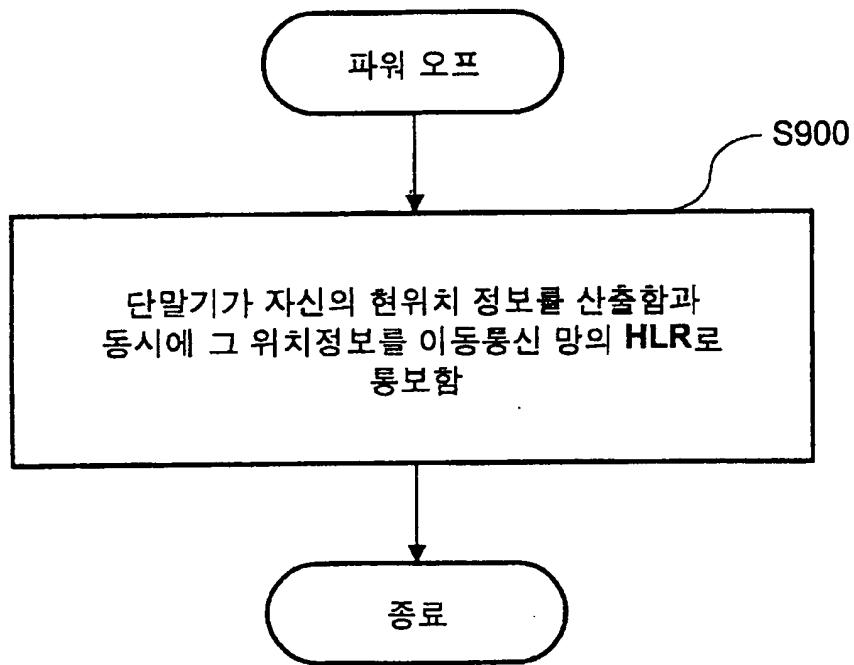 파워 오프
S900
단말기가 자신의 현위치 정보를 산출함과
동시에 그 위치정보를 이동통신 망의 HLR로
통보함
종료